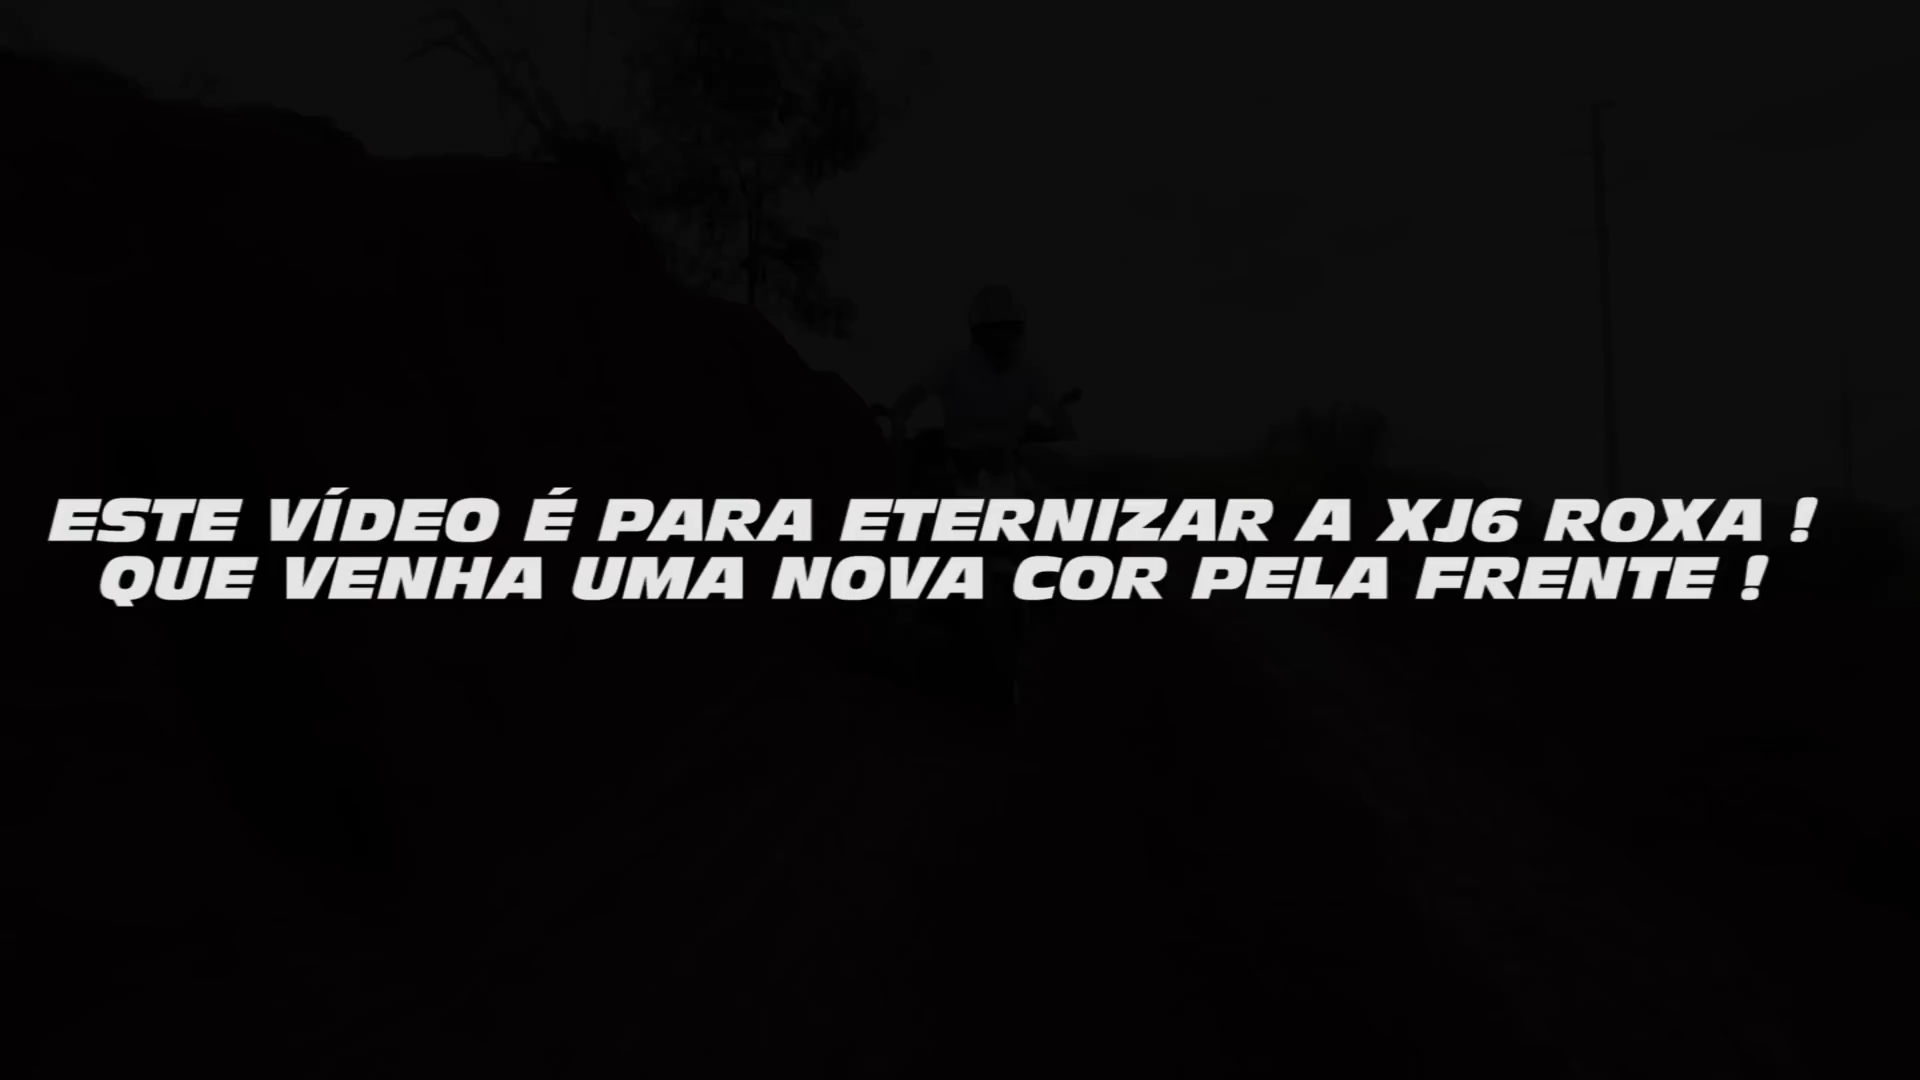 ESTE VÍDEO É PARA ETERNIZAR A XJ6 ROXA !
QUE VENHA UMA NOVA COR PELA FRENTE !